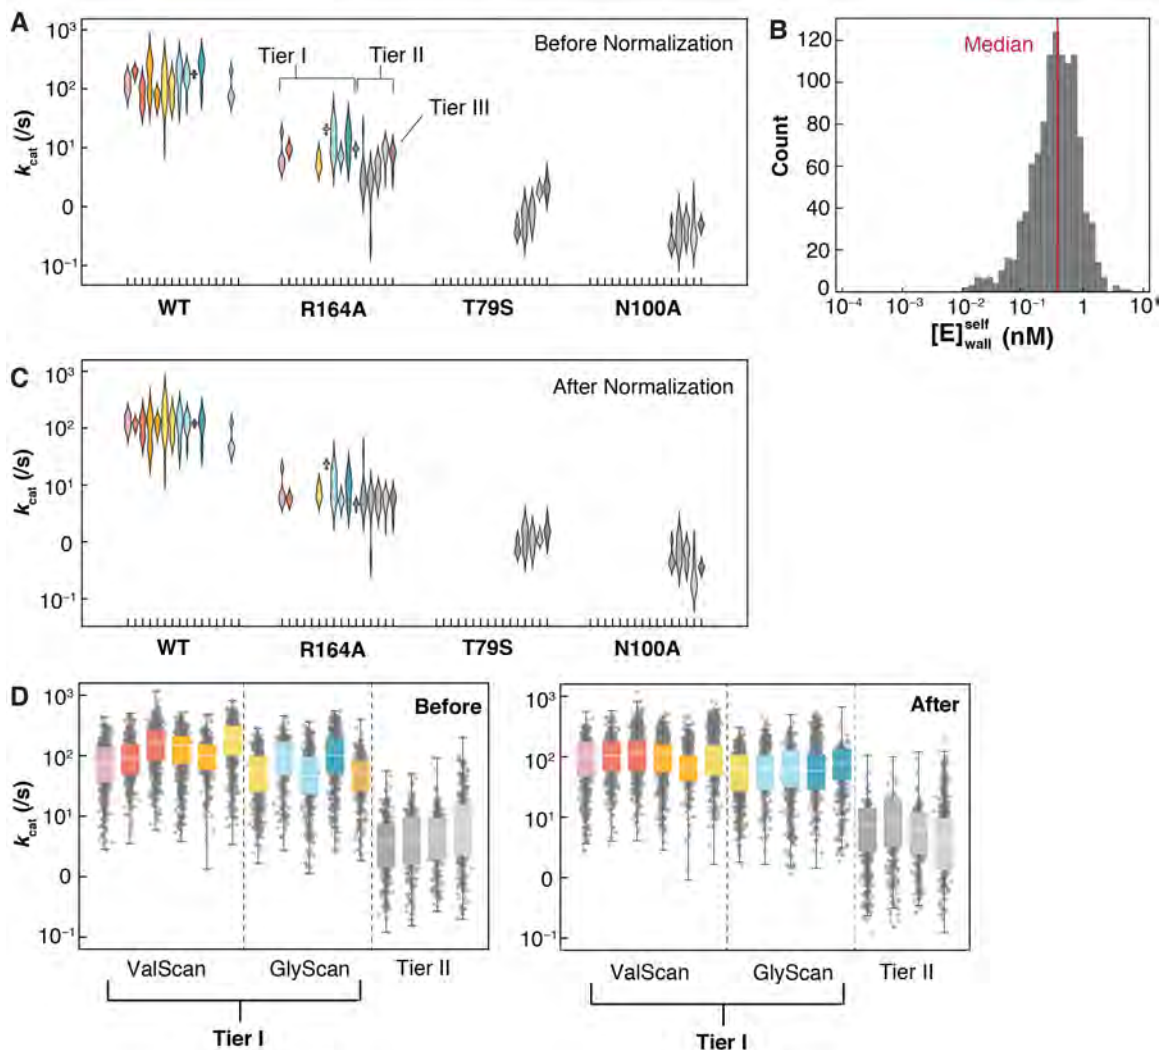 A
Before Normalization
Tier I
Tier II
Tier III
k_cat (/s)
10³
10²
10¹
0
10⁻¹
WT
R164A
T79S
N100A
B
Median
Count
120
100
80
60
40
20
0
10⁻⁴
10⁻³
10⁻²
10⁻¹
1
[E]^self_wall (nM)
C
After Normalization
k_cat (/s)
10³
10²
10¹
0
10⁻¹
WT
R164A
T79S
N100A
D
Before
k_cat (/s)
10³
10²
10¹
0
10⁻¹
ValScan
GlyScan
Tier II
Tier I
After
10³
10²
10¹
0
10⁻¹
ValScan
GlyScan
Tier II
Tier I